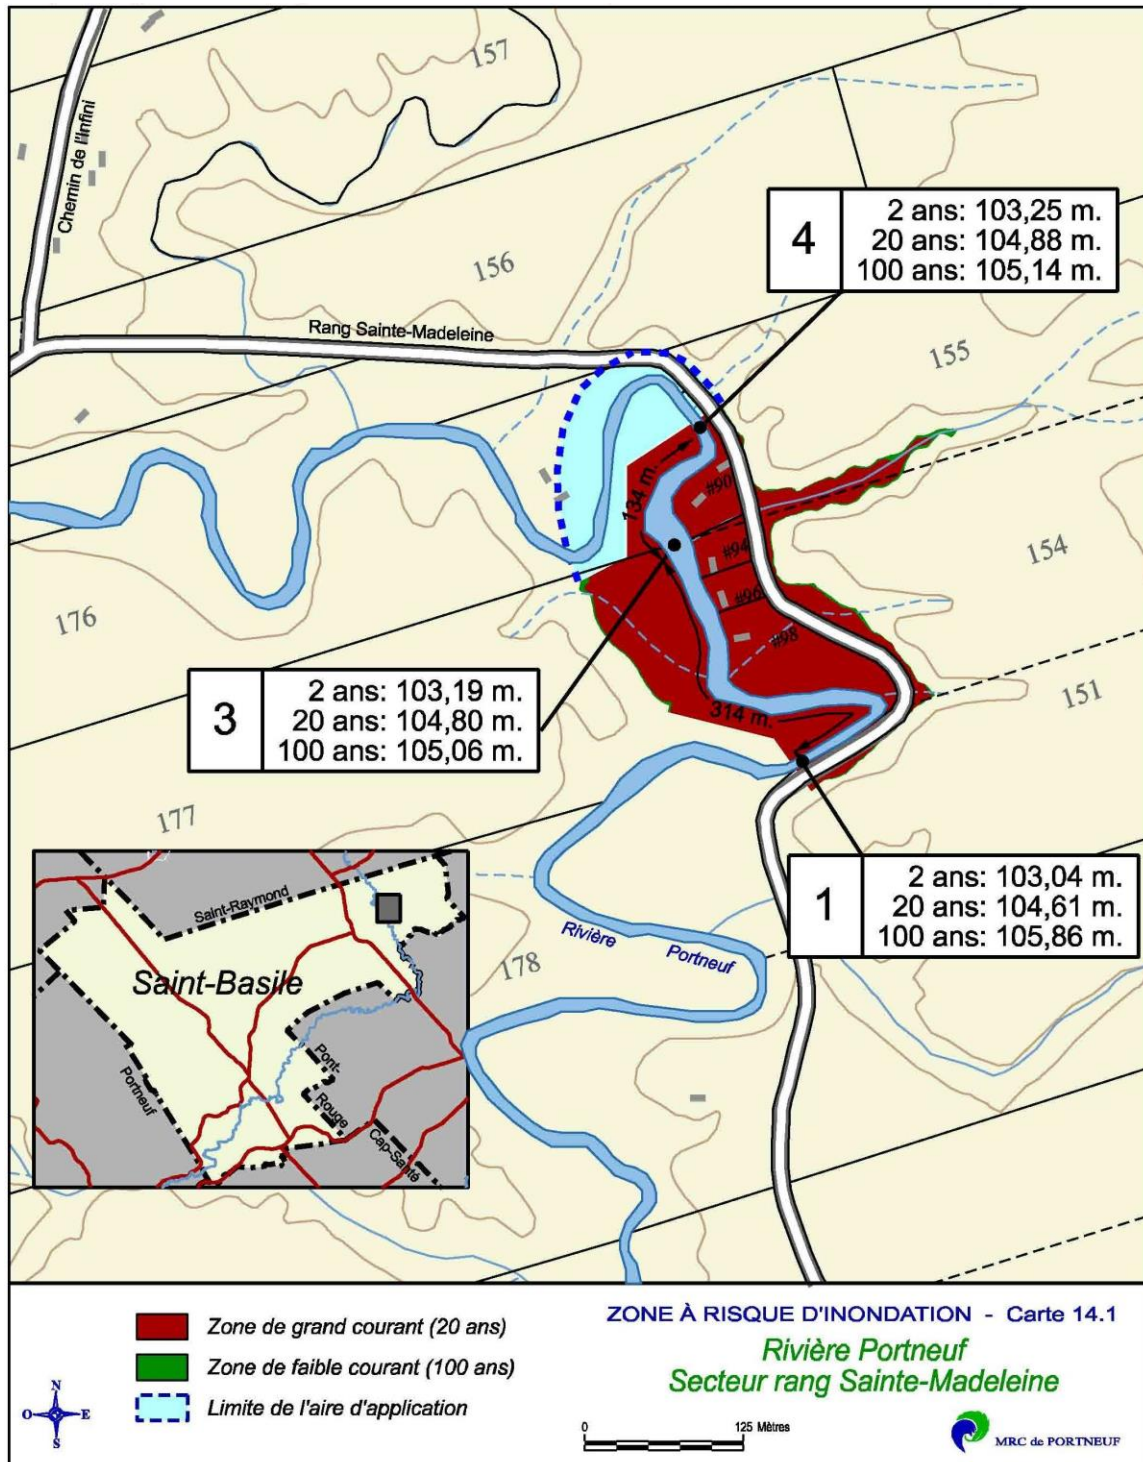 157
Chemin de l'Infini
4
2 ans: 103,25 m.
20 ans: 104,88 m.
100 ans: 105,14 m.
156
Rang Sainte-Madeleine
155
134 m.
#90
#94
154
#96
176
#98
3
2 ans: 103,19 m.
20 ans: 104,80 m.
100 ans: 105,06 m.
151
314 m.
177
1
2 ans: 103,04 m.
20 ans: 104,61 m.
100 ans: 105,86 m.
Saint-Raymond
Saint-Basile
Portneuf
Pont-
Rouge
Cap-Santé
Rivière Portneuf
178
Zone de grand courant (20 ans)
Zone de faible courant (100 ans)
Limite de l'aire d'application
N
O E
S
ZONE À RISQUE D'INONDATION - Carte 14.1
Rivière Portneuf
Secteur rang Sainte-Madeleine
0 125 Mètres
MRC de PORTNEUF